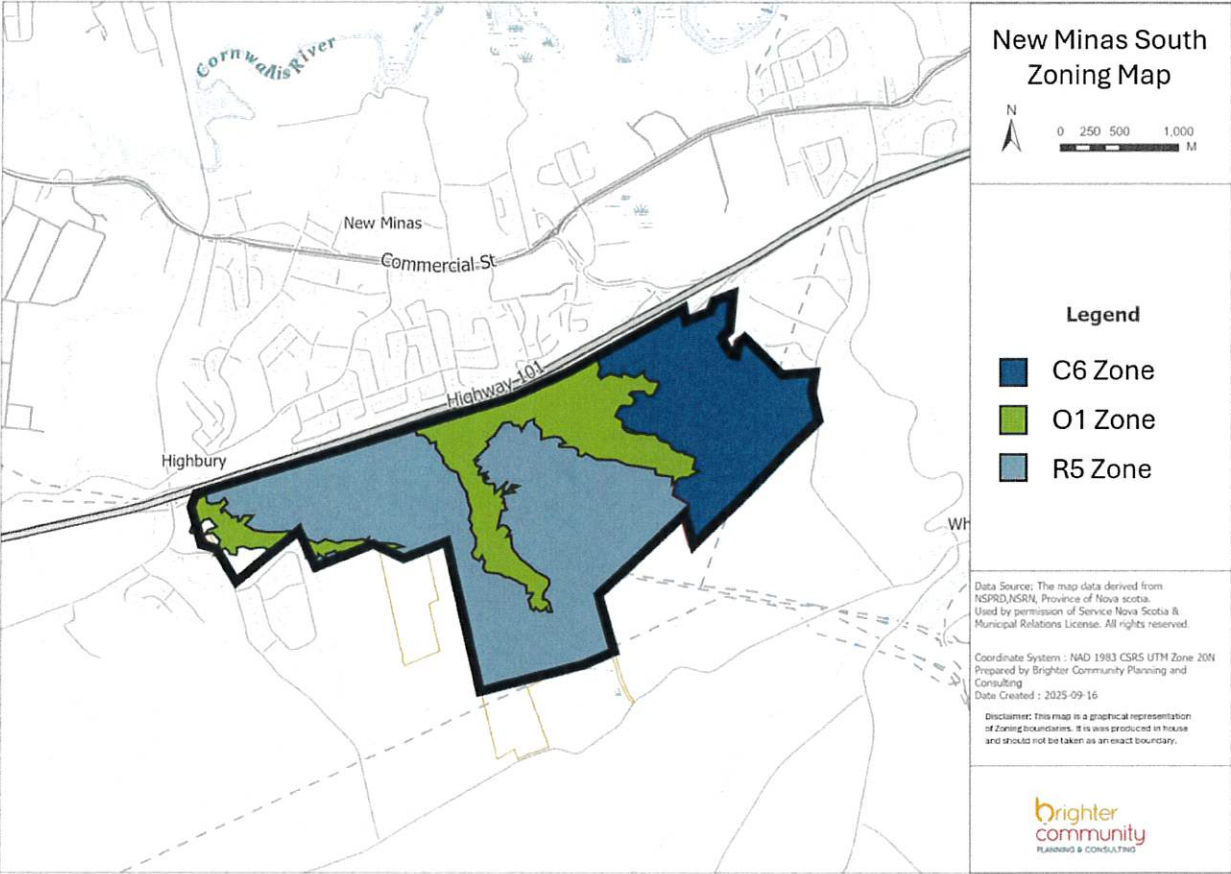 Cornwallis River
New Minas
Commercial St
Highway 101
Highbury
Wh
New Minas South
Zoning Map
N
0 250 500 1,000
M
Legend
C6 Zone
O1 Zone
R5 Zone
Data Source: The map data derived from
NSPRD,NSRN, Province of Nova scotia.
Used by permission of Service Nova Scotia &
Municipal Relations License. All rights reserved.
Coordinate System : NAD 1983 CSRS UTM Zone 20N
Prepared by Brighter Community Planning and
Consulting
Date Created : 2025-09-16
Disclaimer: This map is a graphical representation
of Zoning boundaries. It is was produced in house
and should not be taken as an exact boundary.
brighter
community
PLANNING & CONSULTING